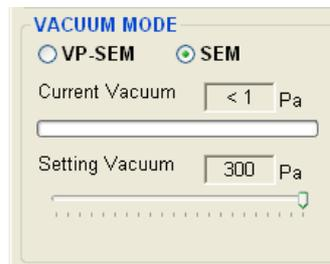 VACUUM MODE
VP-SEM SEM
Current Vacuum < 1 Pa
Setting Vacuum 300 Pa